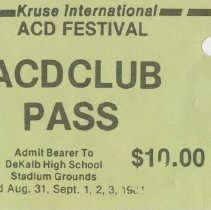 Kruse International
ACD FESTIVAL
ACDCLUB
PASS
Admit Bearer To
DeKalb High School
Stadium Grounds
$10.00
Aug. 31, Sept. 1, 2, 3,